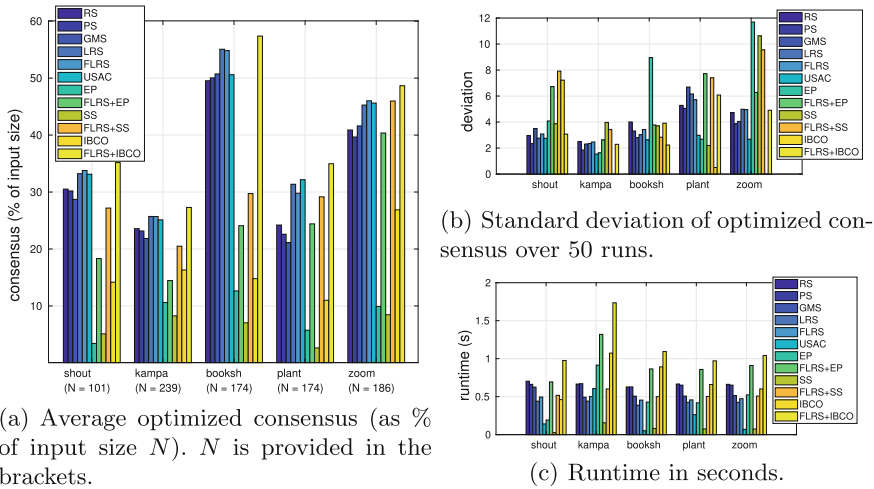 60
50
40
30
20
10
consensus (% of input size)
RS
PS
GMS
LRS
FLRS
USAC
EP
FLRS+EP
SS
FLRS+SS
IBCO
FLRS+IBCO
shout
(N = 101)
kampa
(N = 239)
booksh
(N = 174)
plant
(N = 174)
zoom
(N = 186)
(a) Average optimized consensus (as %
of input size N). N is provided in the
brackets.
12
10
8
6
4
2
0
deviation
RS
PS
GMS
LRS
FLRS
USAC
EP
FLRS+EP
SS
FLRS+SS
IBCO
FLRS+IBCO
shout
kampa
booksh
plant
zoom
(b) Standard deviation of optimized con-
sensus over 50 runs.
2
1.5
1
0.5
0
runtime (s)
RS
PS
GMS
LRS
FLRS
USAC
EP
FLRS+EP
SS
FLRS+SS
IBCO
FLRS+IBCO
shout
kampa
booksh
plant
zoom
(c) Runtime in seconds.